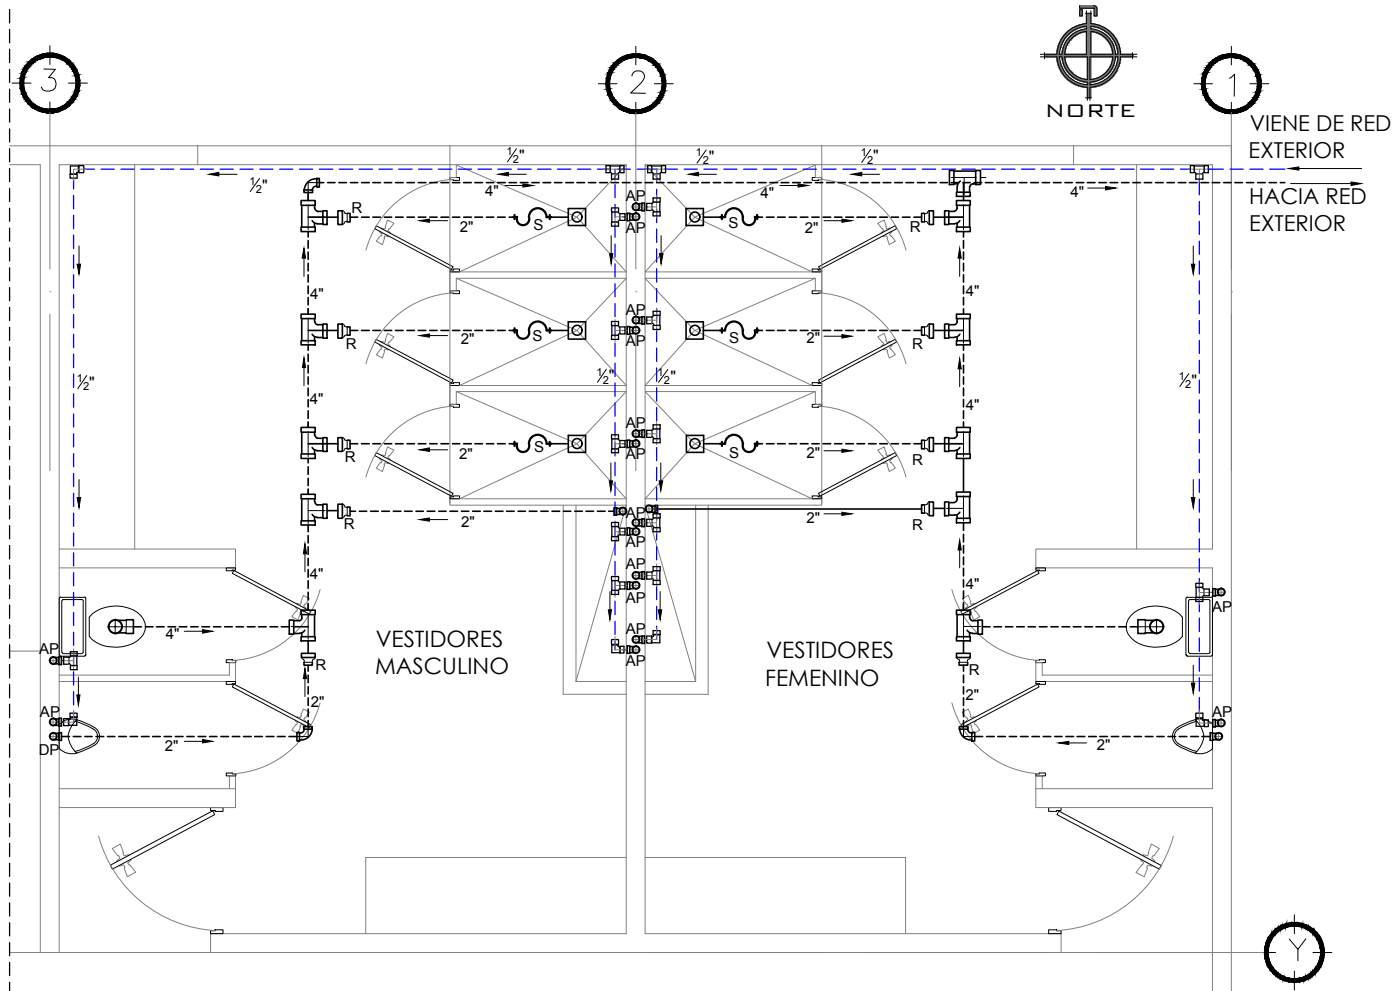 3
2
1
NORTE
VIENE DE RED
EXTERIOR
HACIA RED
EXTERIOR
½"
½"
½"
½"
4"
4"
4"
R
2"
S
AP
AP
S
2"
R
4"
4"
R
2"
S
AP
AP
S
2"
R
½"
½"
½"
½"
4"
4"
R
2"
S
AP
AP
S
2"
R
R
2"
AP
AP
2"
R
4"
4"
AP
AP
AP
4"
VESTIDORES
MASCULINO
VESTIDORES
FEMENINO
AP
AP
AP
R
R
2"
2"
AP
AP
DP
2"
2"
Y